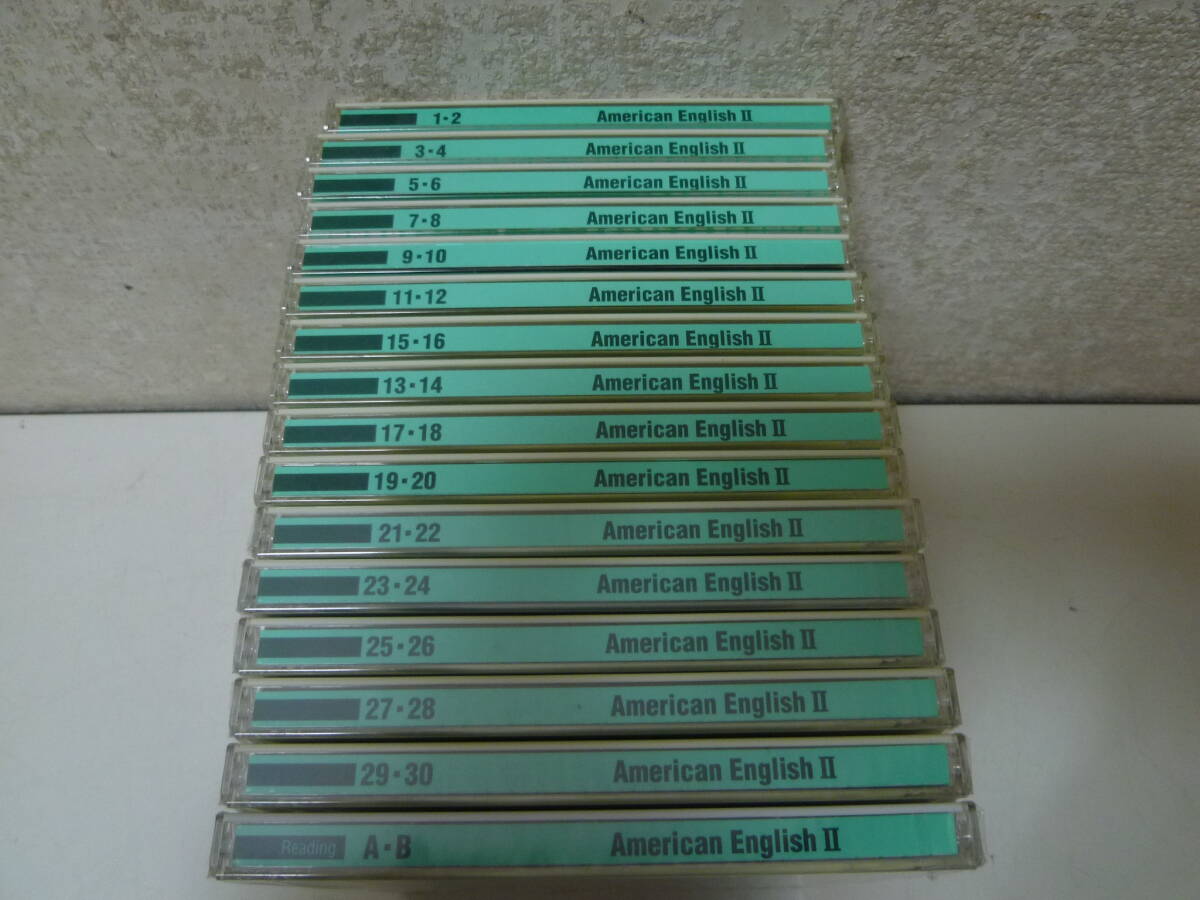 1・2 American English II
3・4 American English II
5・6 American English II
7・8 American English II
9・10 American English II
11・12 American English II
15・16 American English II
13・14 American English II
17・18 American English II
19・20 American English II
21・22 American English II
23・24 American English II
25・26 American English II
27・28 American English II
29・30 American English II
Reading A・B American English II